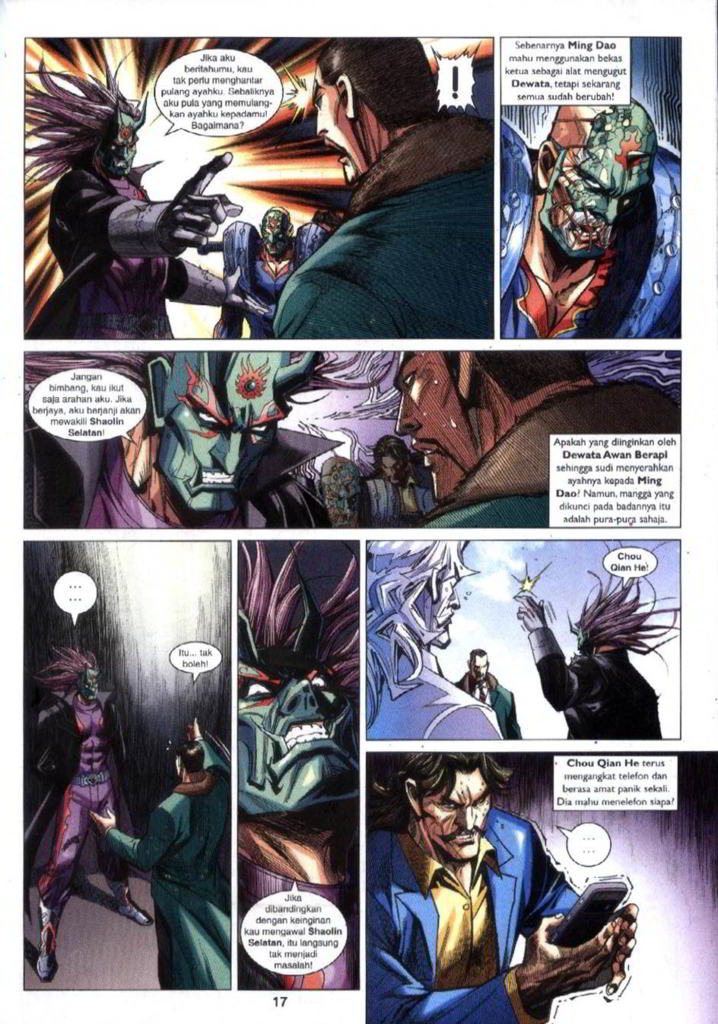 Jika aku
beritahumu, kau
tak perlu menghantar
pulang ayahku. Sebaliknya
aku pula yang memulang-
kan ayahku kepadamu!
Bagaimana?
!
Sebenarnya Ming Dao
mahu menggunakan bekas
ketua sebagai alat mengugut
Dewata, tetapi sekarang
semua sudah berubah!
Jangan
bimbang, kau ikut
saja arahan aku. Jika
berjaya, aku berjanji akan
mewakili Shaolin
Selatan!
Apakah yang diinginkan oleh
Dewata Awan Berapi
sehingga sudi menyerahkan
ayahnya kepada Ming
Dao? Namun, mangga yang
dikunci pada badannya itu
adalah pura-pura sahaja.
...
...
Itu... tak
boleh!
Jika
dibandingkan
dengan keinginan
kau mengawal Shaolin
Selatan, itu langsung
tak menjadi
masalah!
Chou
Qian He!
Chou Qian He terus
mengangkat telefon dan
berasa amat panik sekali.
Dia mahu menelefon siapa?
...
...
17